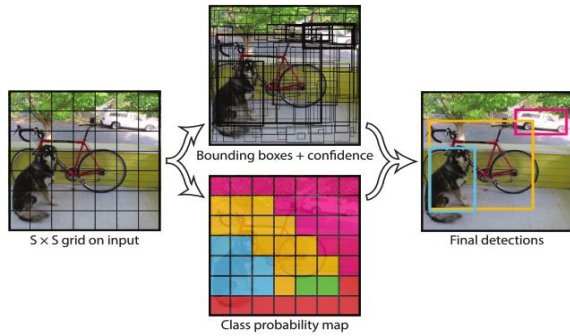 Bounding boxes + confidence
S × S grid on input
Final detections
Class probability map